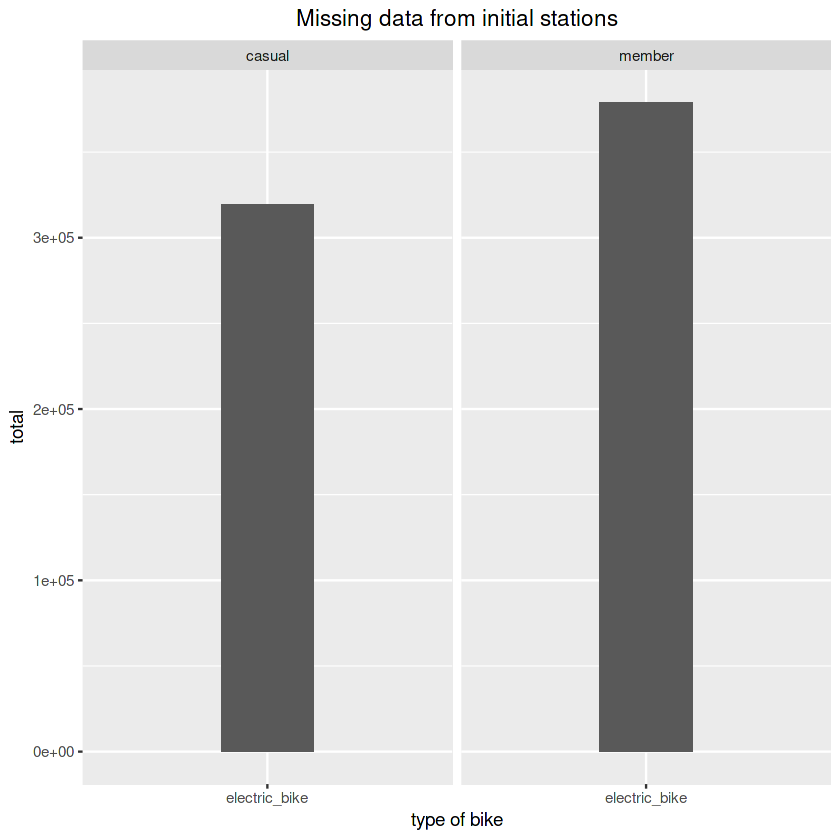 Missing data from initial stations
casual
member
total
3e+05
2e+05
1e+05
0e+00
electric_bike
electric_bike
type of bike